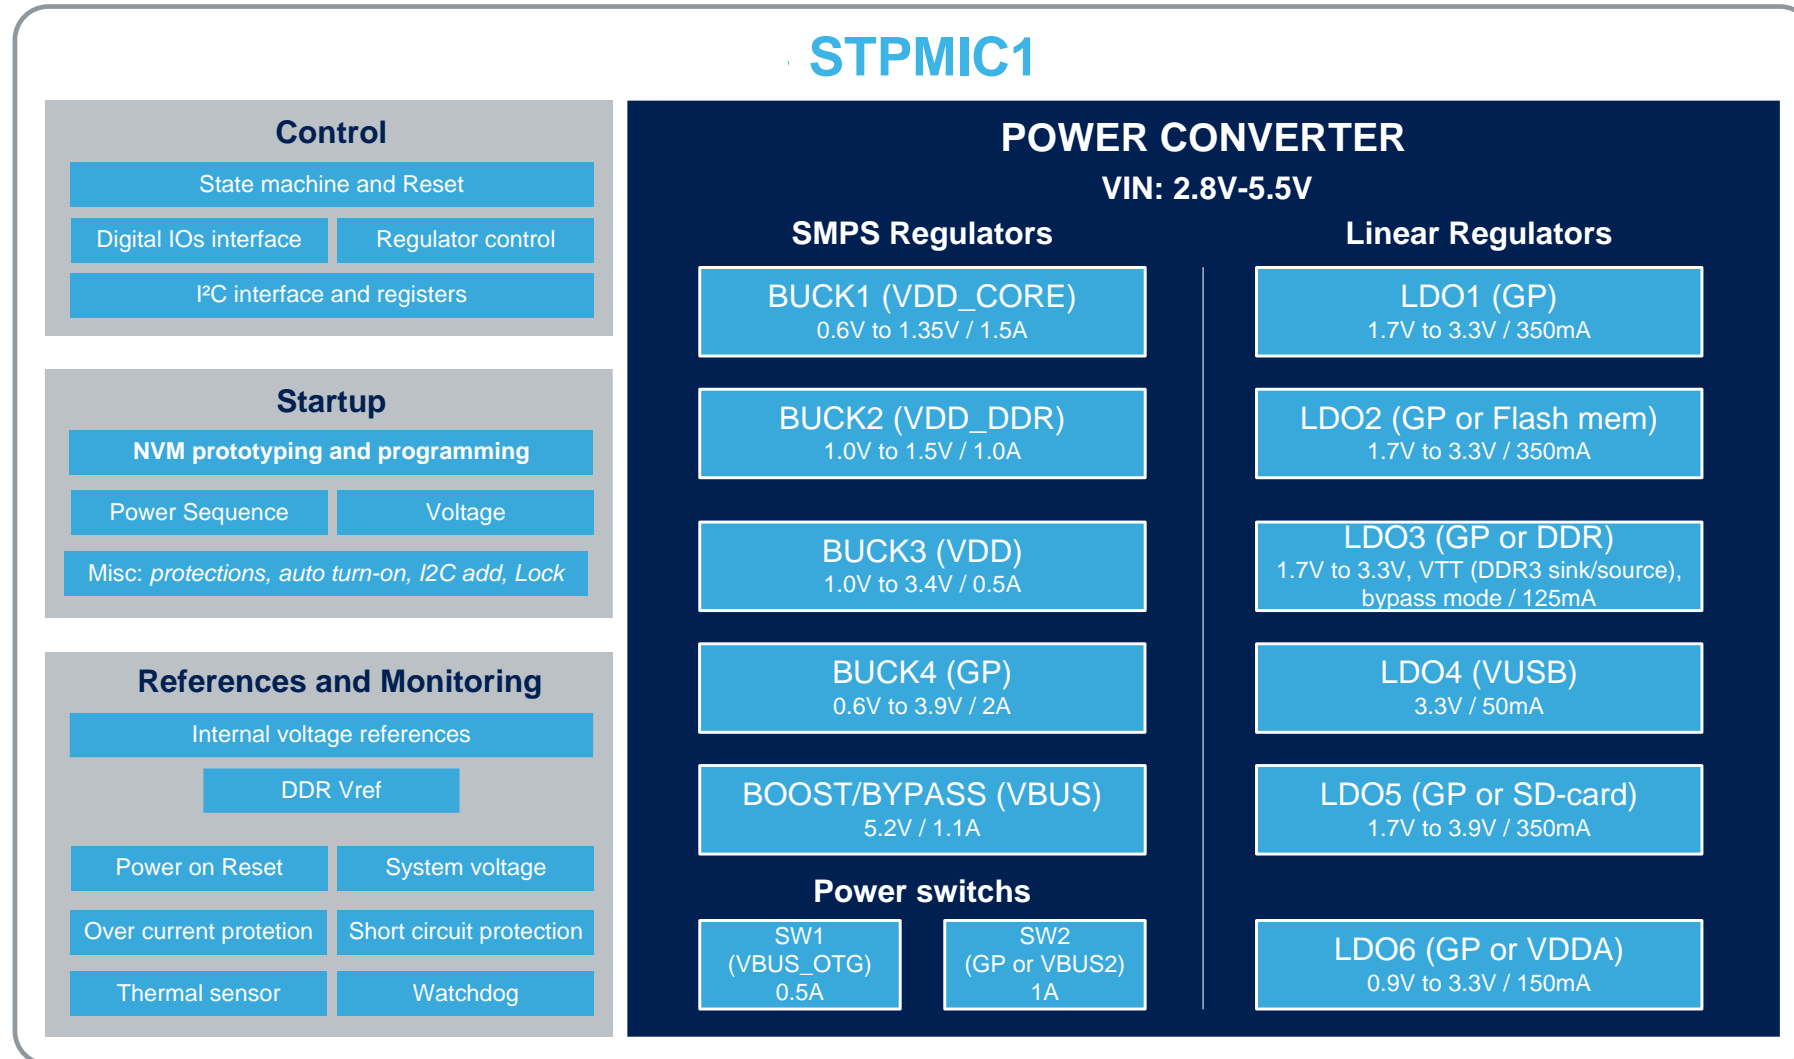 STPMIC1
Control
State machine and Reset
Digital IOs interface
Regulator control
I²C interface and registers
Startup
NVM prototyping and programming
Power Sequence
Voltage
Misc: protections, auto turn-on, I2C add, Lock
References and Monitoring
Internal voltage references
DDR Vref
Power on Reset
System voltage
Over current protetion
Short circuit protection
Thermal sensor
Watchdog
POWER CONVERTER
VIN: 2.8V-5.5V
SMPS Regulators
BUCK1 (VDD_CORE)
0.6V to 1.35V / 1.5A
BUCK2 (VDD_DDR)
1.0V to 1.5V / 1.0A
BUCK3 (VDD)
1.0V to 3.4V / 0.5A
BUCK4 (GP)
0.6V to 3.9V / 2A
BOOST/BYPASS (VBUS)
5.2V / 1.1A
Power switchs
SW1
(VBUS_OTG)
0.5A
SW2
(GP or VBUS2)
1A
Linear Regulators
LDO1 (GP)
1.7V to 3.3V / 350mA
LDO2 (GP or Flash mem)
1.7V to 3.3V / 350mA
LDO3 (GP or DDR)
1.7V to 3.3V, VTT (DDR3 sink/source),
bypass mode / 125mA
LDO4 (VUSB)
3.3V / 50mA
LDO5 (GP or SD-card)
1.7V to 3.9V / 350mA
LDO6 (GP or VDDA)
0.9V to 3.3V / 150mA